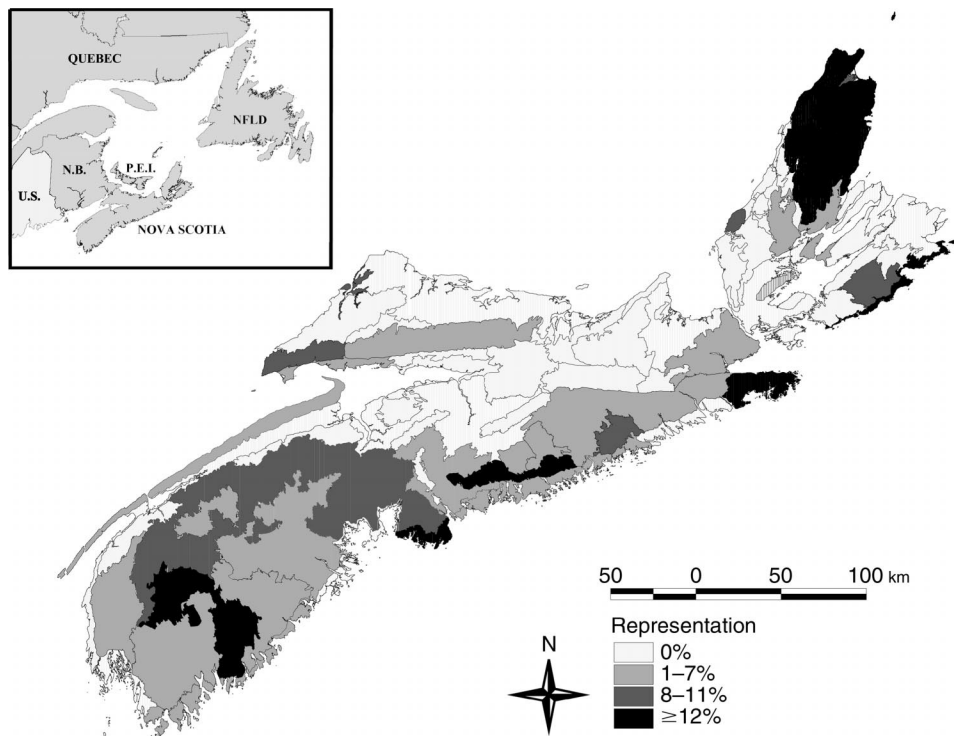 QUEBEC
NFLD
N.B.
P.E.I.
U.S.
NOVA SCOTIA
50 0 50 100 km
Representation
N
0%
1–7%
8–11%
≥12%